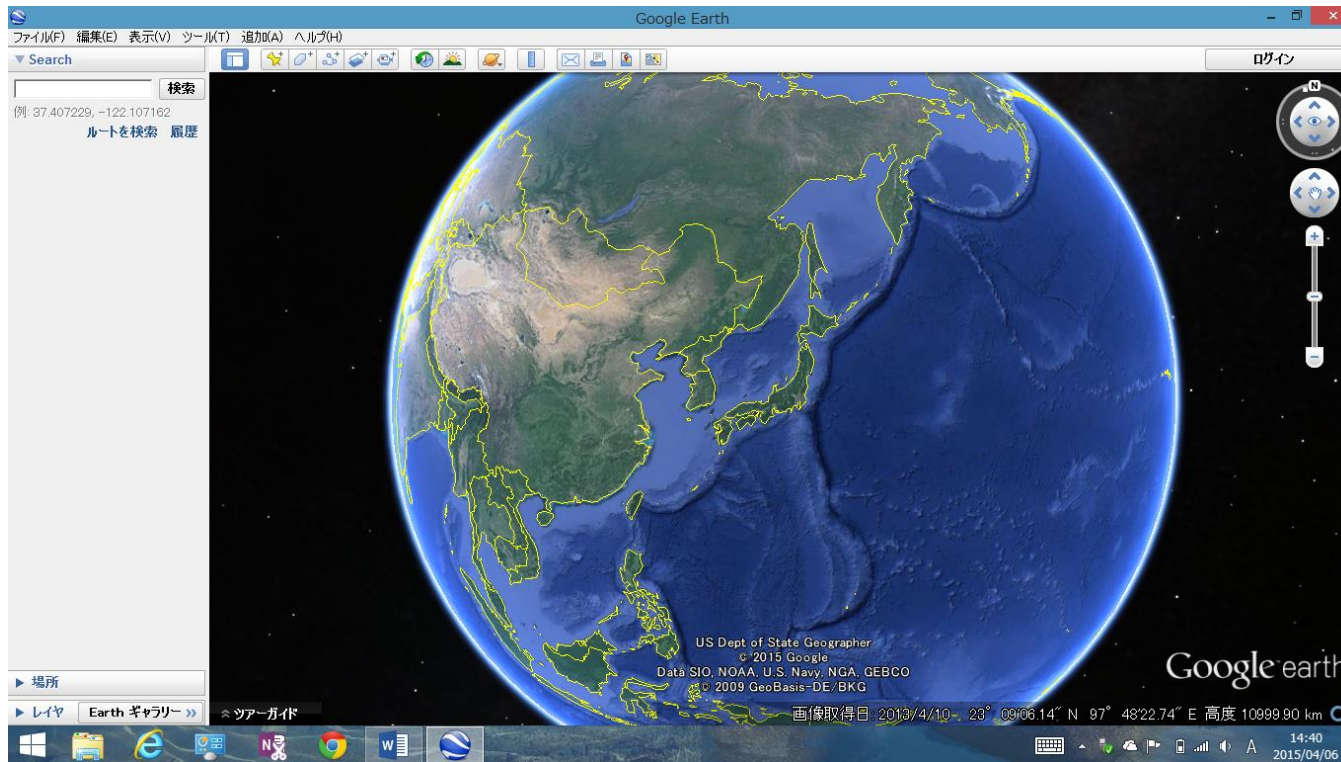 Google Earth
ファイル(F) 編集(E) 表示(V) ツール(T) 追加(A) ヘルプ(H)
Search
ログイン
検索
例: 37.407229, -122.107162
ルートを検索 履歴
N
US Dept of State Geographer
© 2015 Google
Data SIO, NOAA, U.S. Navy, NGA, GEBCO
© 2009 GeoBasis-DE/BKG
Google earth
場所
レイヤ
Earth ギャラリー
ツアーガイド
画像取得日: 2013/4/10 23° 09'06.14" N 97° 48'22.74" E 高度 10999.90 km
A
14:40
2015/04/06